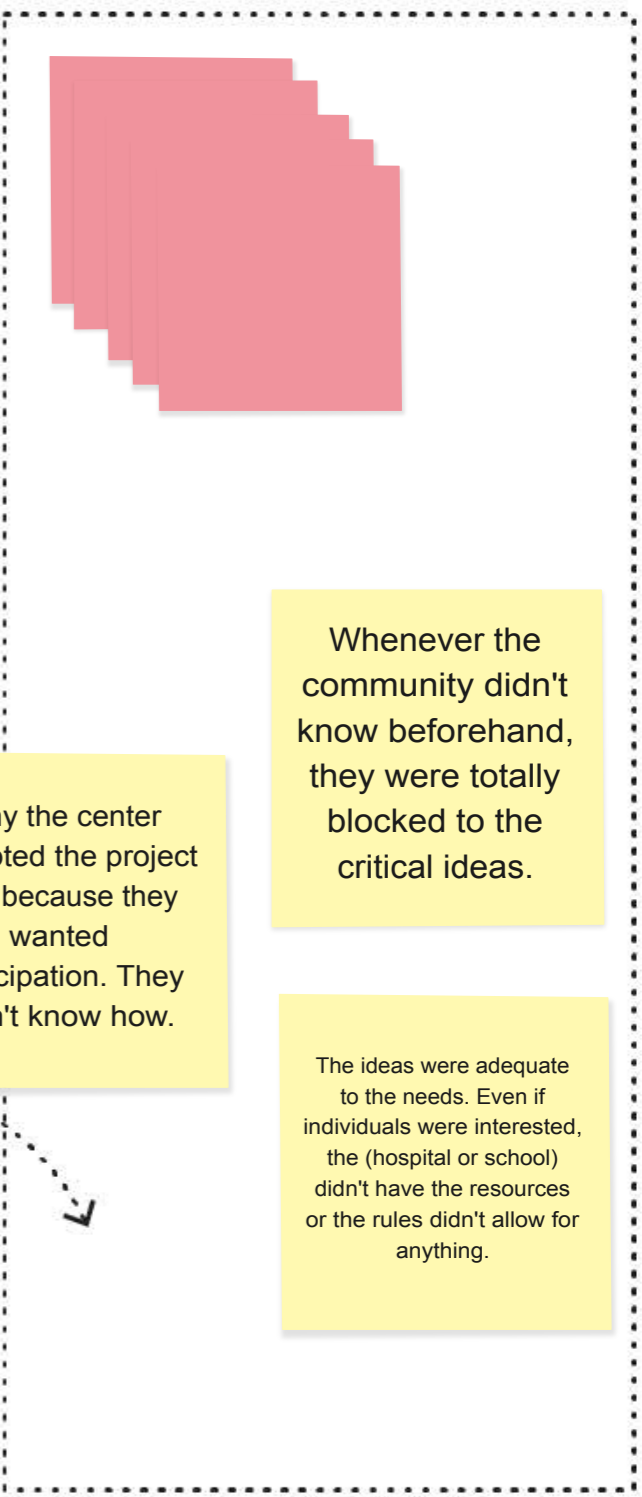 Whenever the
community didn't
know beforehand,
they were totally
blocked to the
critical ideas.
the center
the project
because they
wanted
They
know how.
The ideas were adequate
to the needs. Even if
individuals were interested,
the (hospital or school)
didn't have the resources
or the rules didn't allow for
anything.